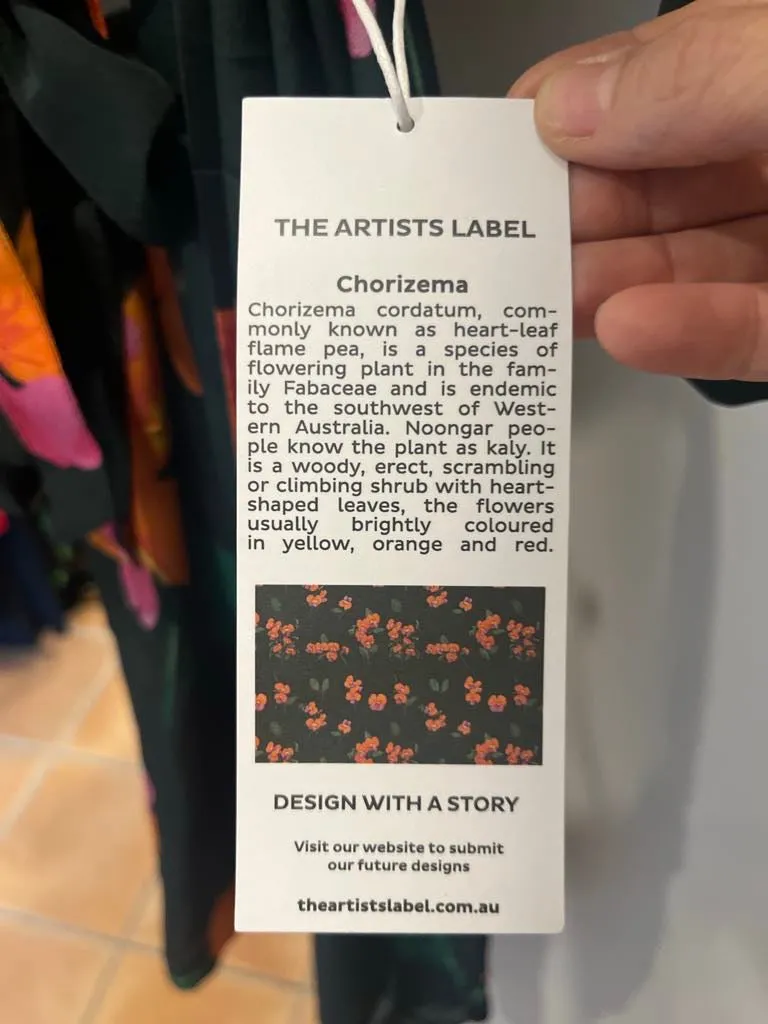 THE ARTISTS LABEL
Chorizema
Chorizema cordatum, com-
monly known as heart-leaf
flame pea, is a species of
flowering plant in the fam-
ily Fabaceae and is endemic
to the southwest of West-
ern Australia. Noongar peo-
ple know the plant as kaly. It
is a woody, erect, scrambling
or climbing shrub with heart-
shaped leaves, the flowers
usually brightly coloured
in yellow, orange and red.
DESIGN WITH A STORY
Visit our website to submit
our future designs
theartistslabel.com.au